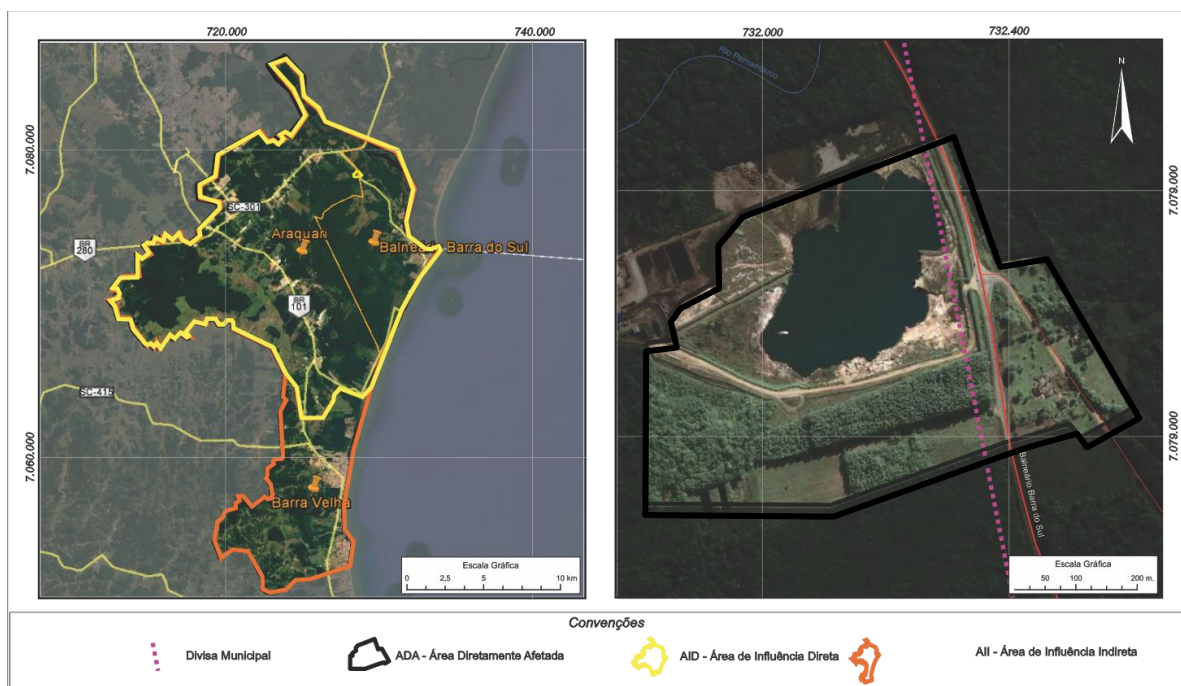 720.000
740.000
732.000
732.400
7.080.000
7.060.000
SC-301
BR
280
Araquari
Balneário Barra do Sul
BR
101
SC-415
Barra Velha
Escala Gráfica
0 2,5 5 10 km
Rio Pernambuco
N
7.079.000
7.079.000
Balneário Barra do Sul
Escala Gráfica
50 100 200 m.
Convenções
Divisa Municipal
ADA - Área Diretamente Afetada
AID - Área de Influência Direta
AII - Área de Influência Indireta